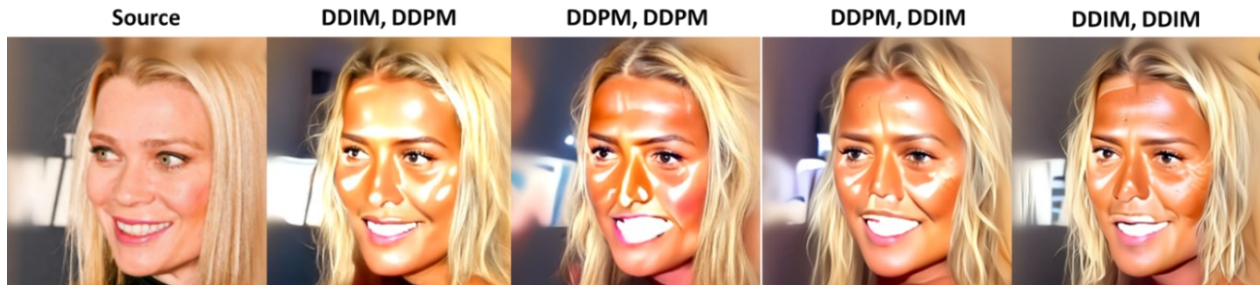 Source
DDIM, DDPM
DDPM, DDPM
DDPM, DDIM
DDIM, DDIM